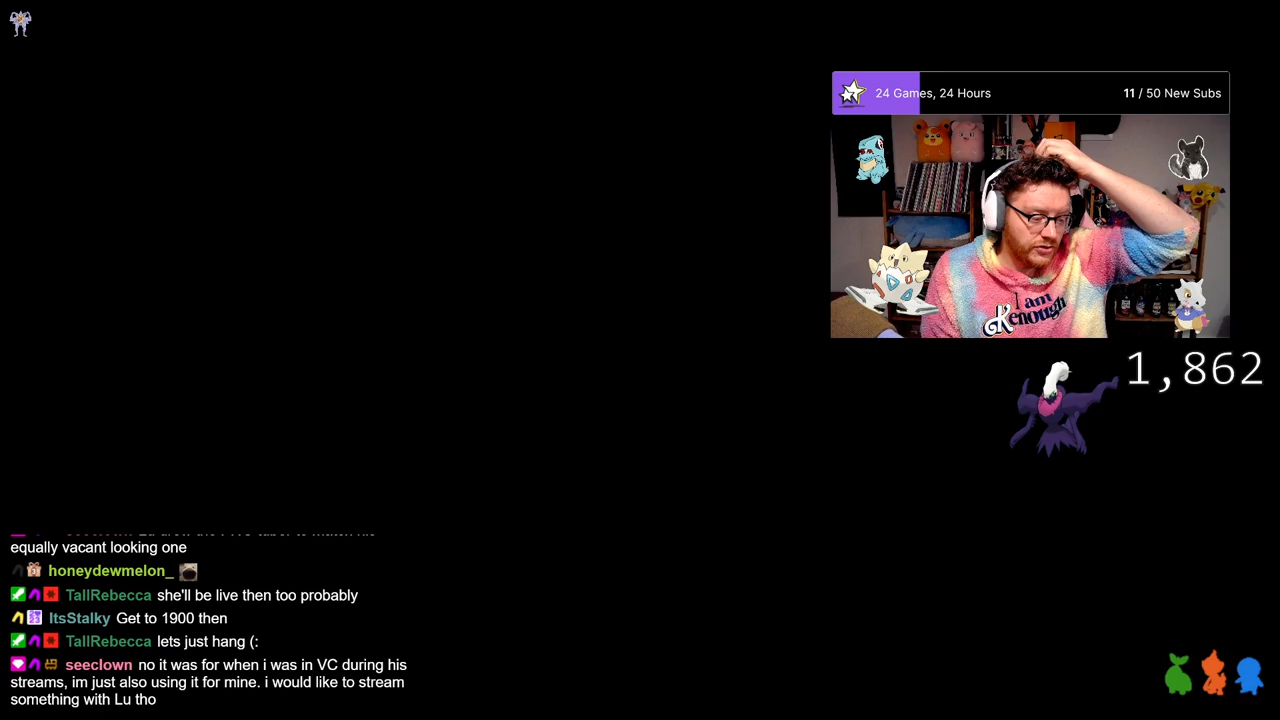 24 Games, 24 Hours 11 / 50 New Subs
I am
Kenough
1,862
equally vacant looking one
honeydewmelon_
TallRebecca she'll be live then too probably
ItsStalky Get to 1900 then
TallRebecca lets just hang (:
seeclown no it was for when i was in VC during his
streams, im just also using it for mine. i would like to stream
something with Lu tho